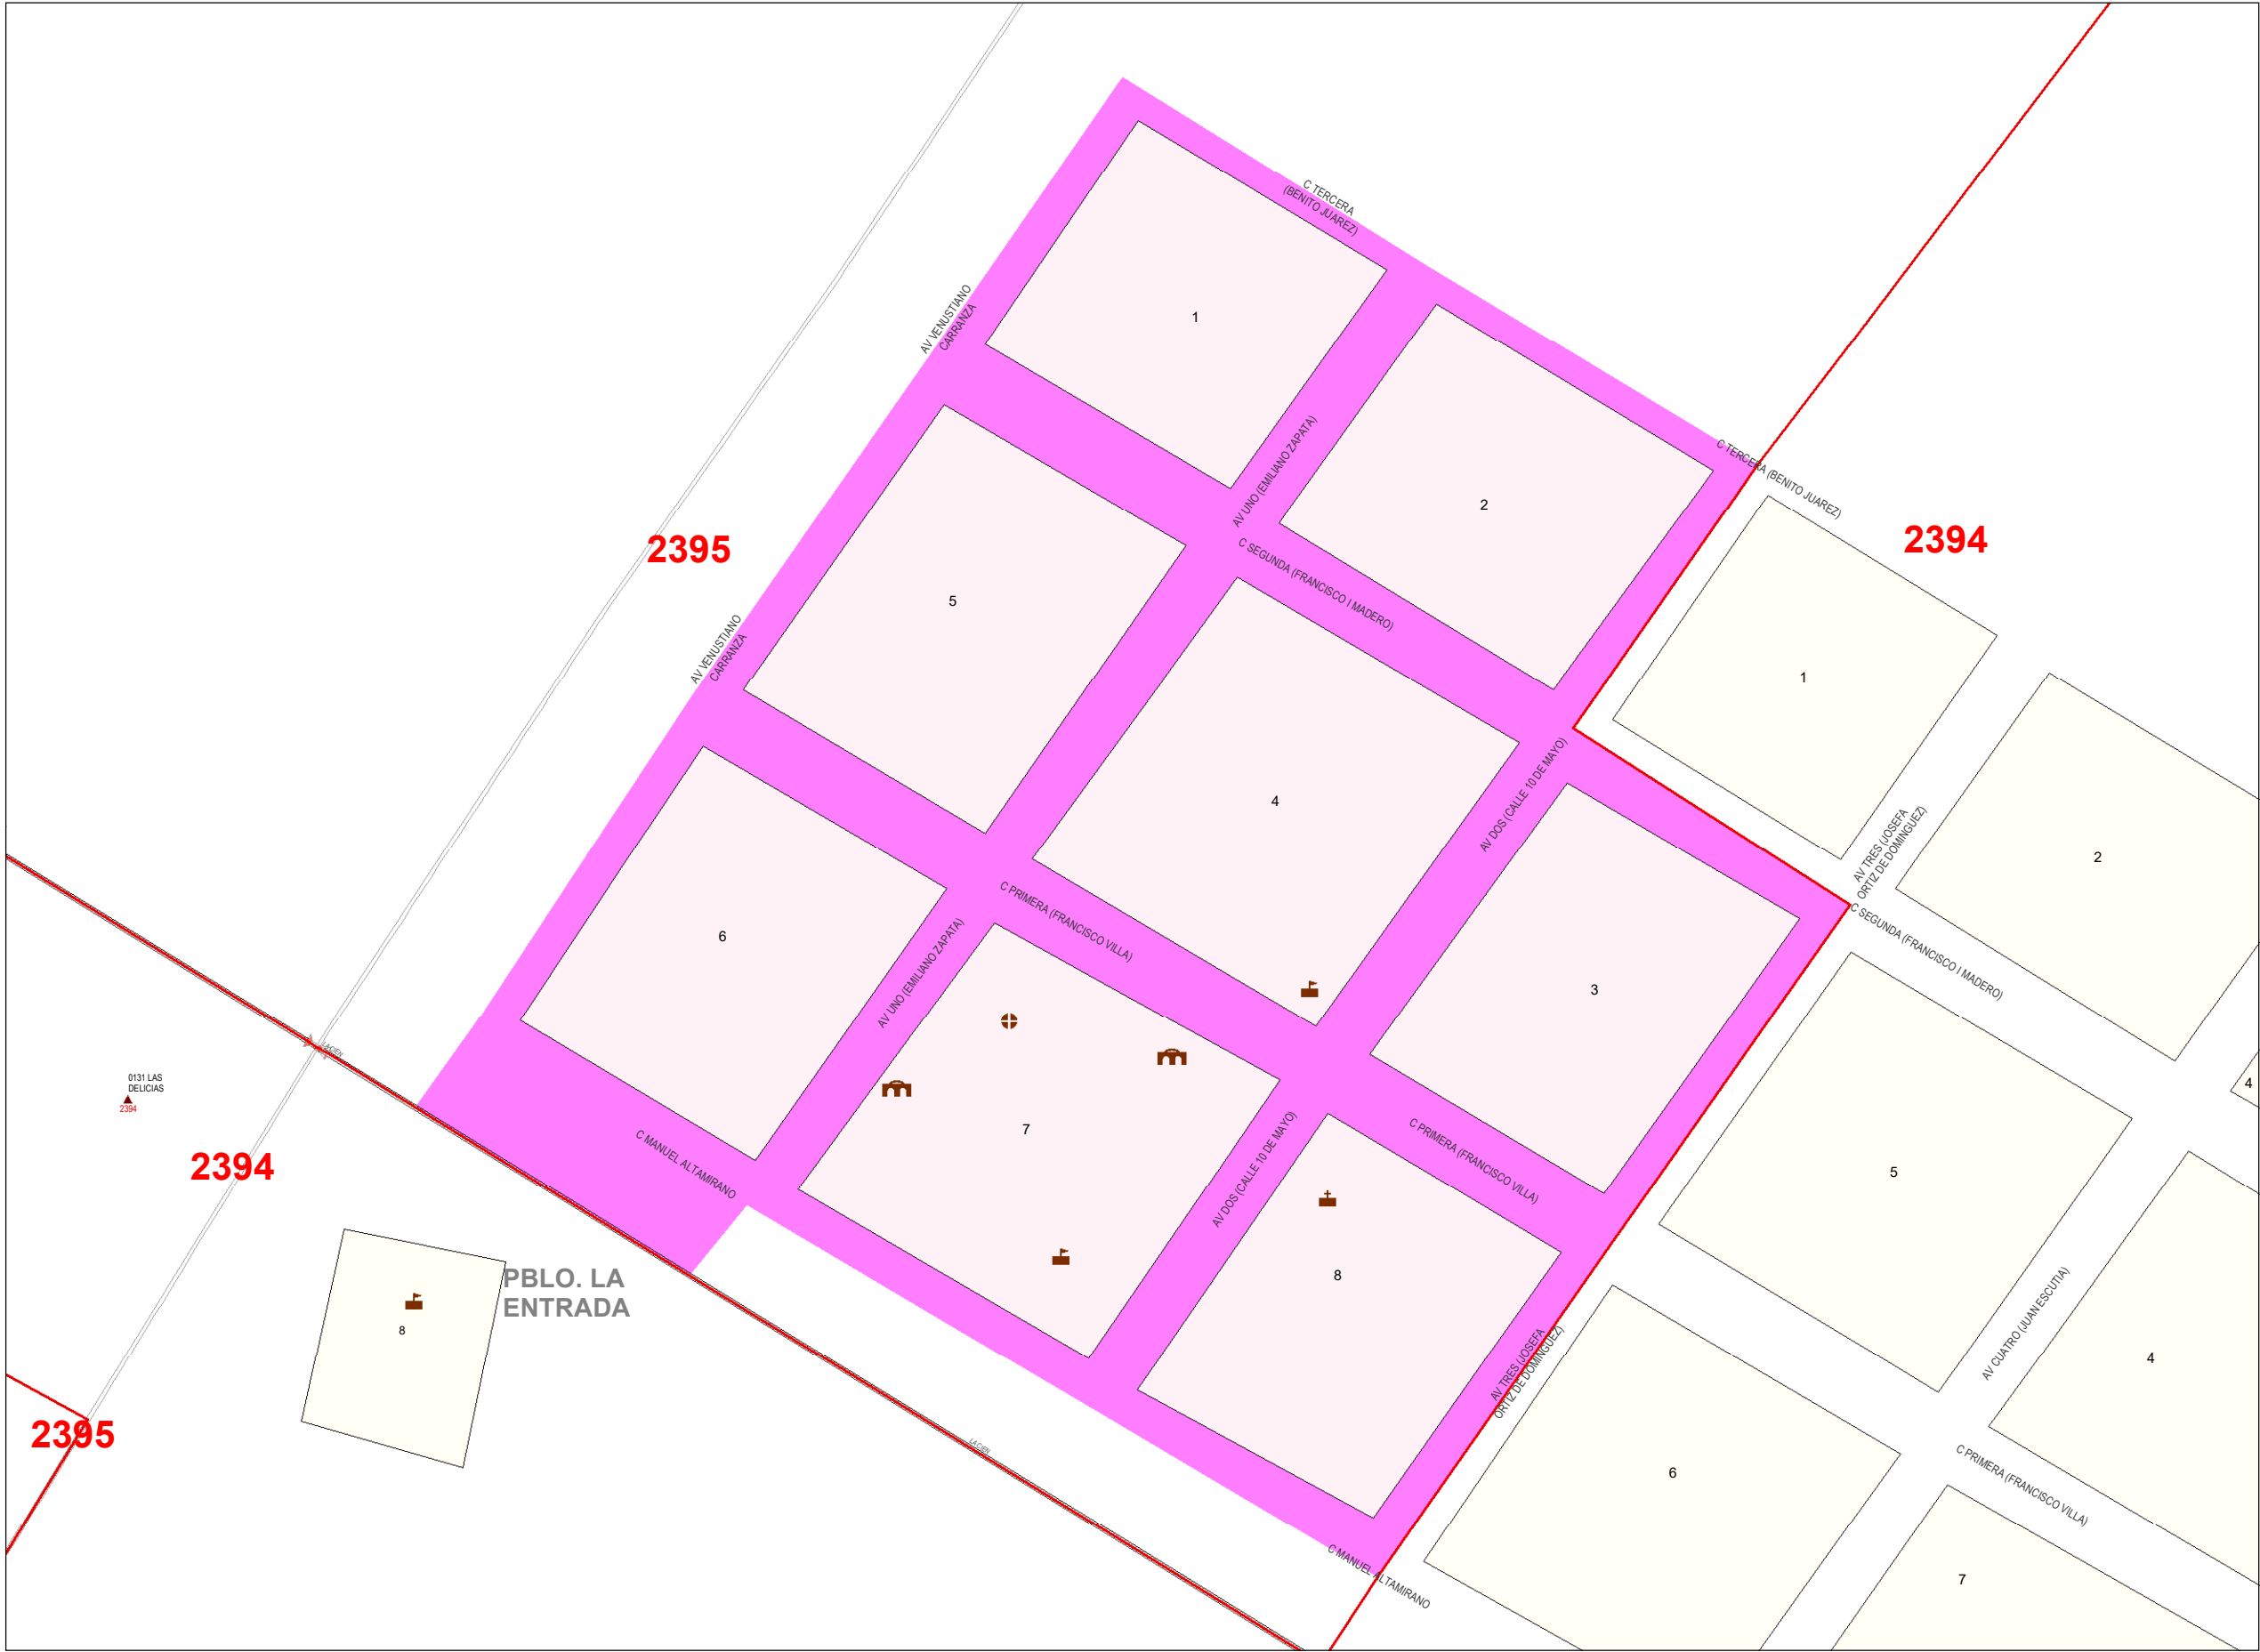 C TERCERA
(BENITO JUAREZ)
AV VENUSTIANO
CARRANZA
1
2
AV UNO (EMILIANO ZAPATA)
C TERCERA (BENITO JUAREZ)
2395
2394
C SEGUNDA (FRANCISCO I MADERO)
5
AV VENUSTIANO
CARRANZA
1
2
4
AV DOS (CALLE 10 DE MAYO)
AV TRES (JOSEFA
ORTIZ DE DOMINGUEZ)
C PRIMERA (FRANCISCO VILLA)
C SEGUNDA (FRANCISCO I MADERO)
6
AV UNO (EMILIANO ZAPATA)
3
LA CIEN
0131 LAS
DELICIAS
2394
4
7
C MANUEL ALTAMIRANO
AV DOS (CALLE 10 DE MAYO)
C PRIMERA (FRANCISCO VILLA)
2394
5
8
PBLO. LA
ENTRADA
8
AV TRES (JOSEFA
ORTIZ DE DOMINGUEZ)
AV CUATRO (JUAN ESCUTIA)
4
2395
LA CIEN
6
C PRIMERA (FRANCISCO VILLA)
C MANUEL ALTAMIRANO
7